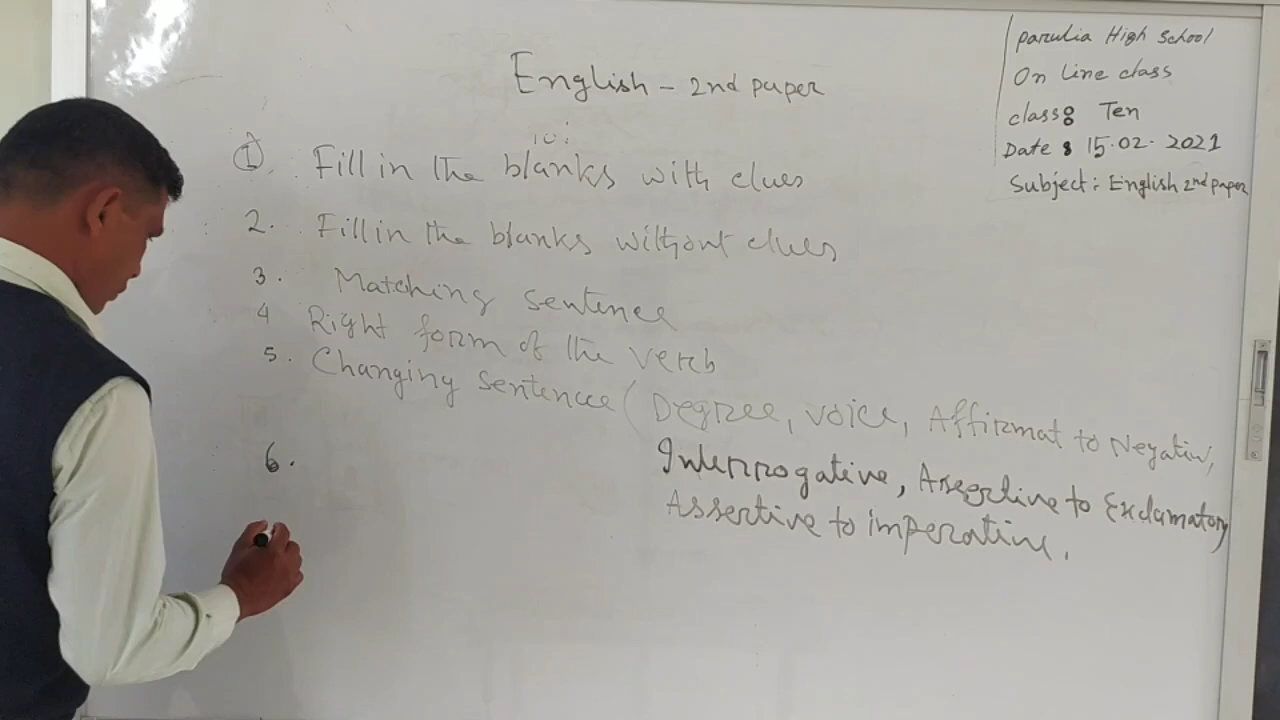 English - 2nd paper
Parulia High School
On line class
class: Ten
Date: 15.02.2021
Subject: English 2nd paper
1. Fill in the blanks with clues
2. Fill in the blanks without clues
3. Matching sentence
4 Right form of the verb
5. Changing sentence (Degree, voice, Affirmat to Negativ,
Interrogative, Assertive to Exclamatory
Assertive to imperative.
6.